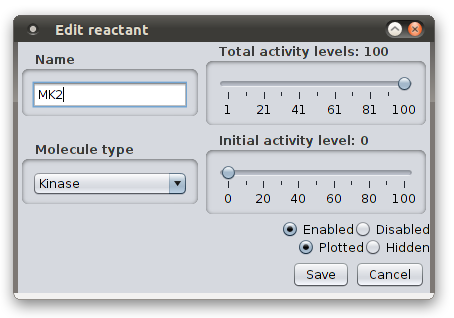 Edit reactant
Name
MK2
Molecule type
Kinase
Total activity levels: 100
1 21 41 61 81 100
Initial activity level: 0
0 20 40 60 80 100
Enabled Disabled
Plotted Hidden
Save Cancel